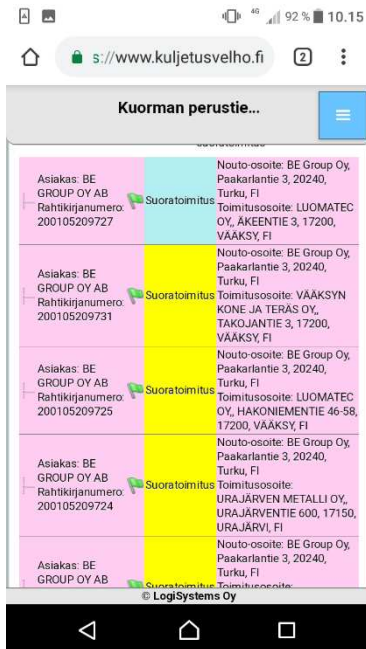 46 92 % 10.15
s://www.kuljetusvelho.fi 2
Kuorman perustie...
Nouto-osoite: BE Group Oy,
Paakarlantie 3, 20240,
Turku, FI
Toimitusosoite: LUOMATEC
OY,, ÄKEENTIE 3, 17200,
VÄÄKSY, FI
Asiakas: BE
GROUP OY AB
Rahtikirjanumero:
200105209727
Suoratoimitus
Nouto-osoite: BE Group Oy,
Paakarlantie 3, 20240,
Turku, FI
Toimitusosoite: VÄÄKSYN
KONE JA TERÄS OY,,
TAKOJANTIE 3, 17200,
VÄÄKSY, FI
Asiakas: BE
GROUP OY AB
Rahtikirjanumero:
200105209731
Suoratoimitus
Nouto-osoite: BE Group Oy,
Paakarlantie 3, 20240,
Turku, FI
Toimitusosoite: LUOMATEC
OY,, HAKONIEMENTIE 46-58,
17200, VÄÄKSY, FI
Asiakas: BE
GROUP OY AB
Rahtikirjanumero:
200105209725
Suoratoimitus
Nouto-osoite: BE Group Oy,
Paakarlantie 3, 20240,
Turku, FI
Toimitusosoite:
URAJÄRVEN METALLI OY,,
URAJÄRVENTIE 600, 17150,
URAJÄRVI, FI
Asiakas: BE
GROUP OY AB
Rahtikirjanumero:
200105209724
Suoratoimitus
Nouto-osoite: BE Group Oy,
Paakarlantie 3, 20240,
Turku, FI
Toimitusosoite:
Asiakas: BE
GROUP OY AB
Suoratoimitus
© LogiSystems Oy